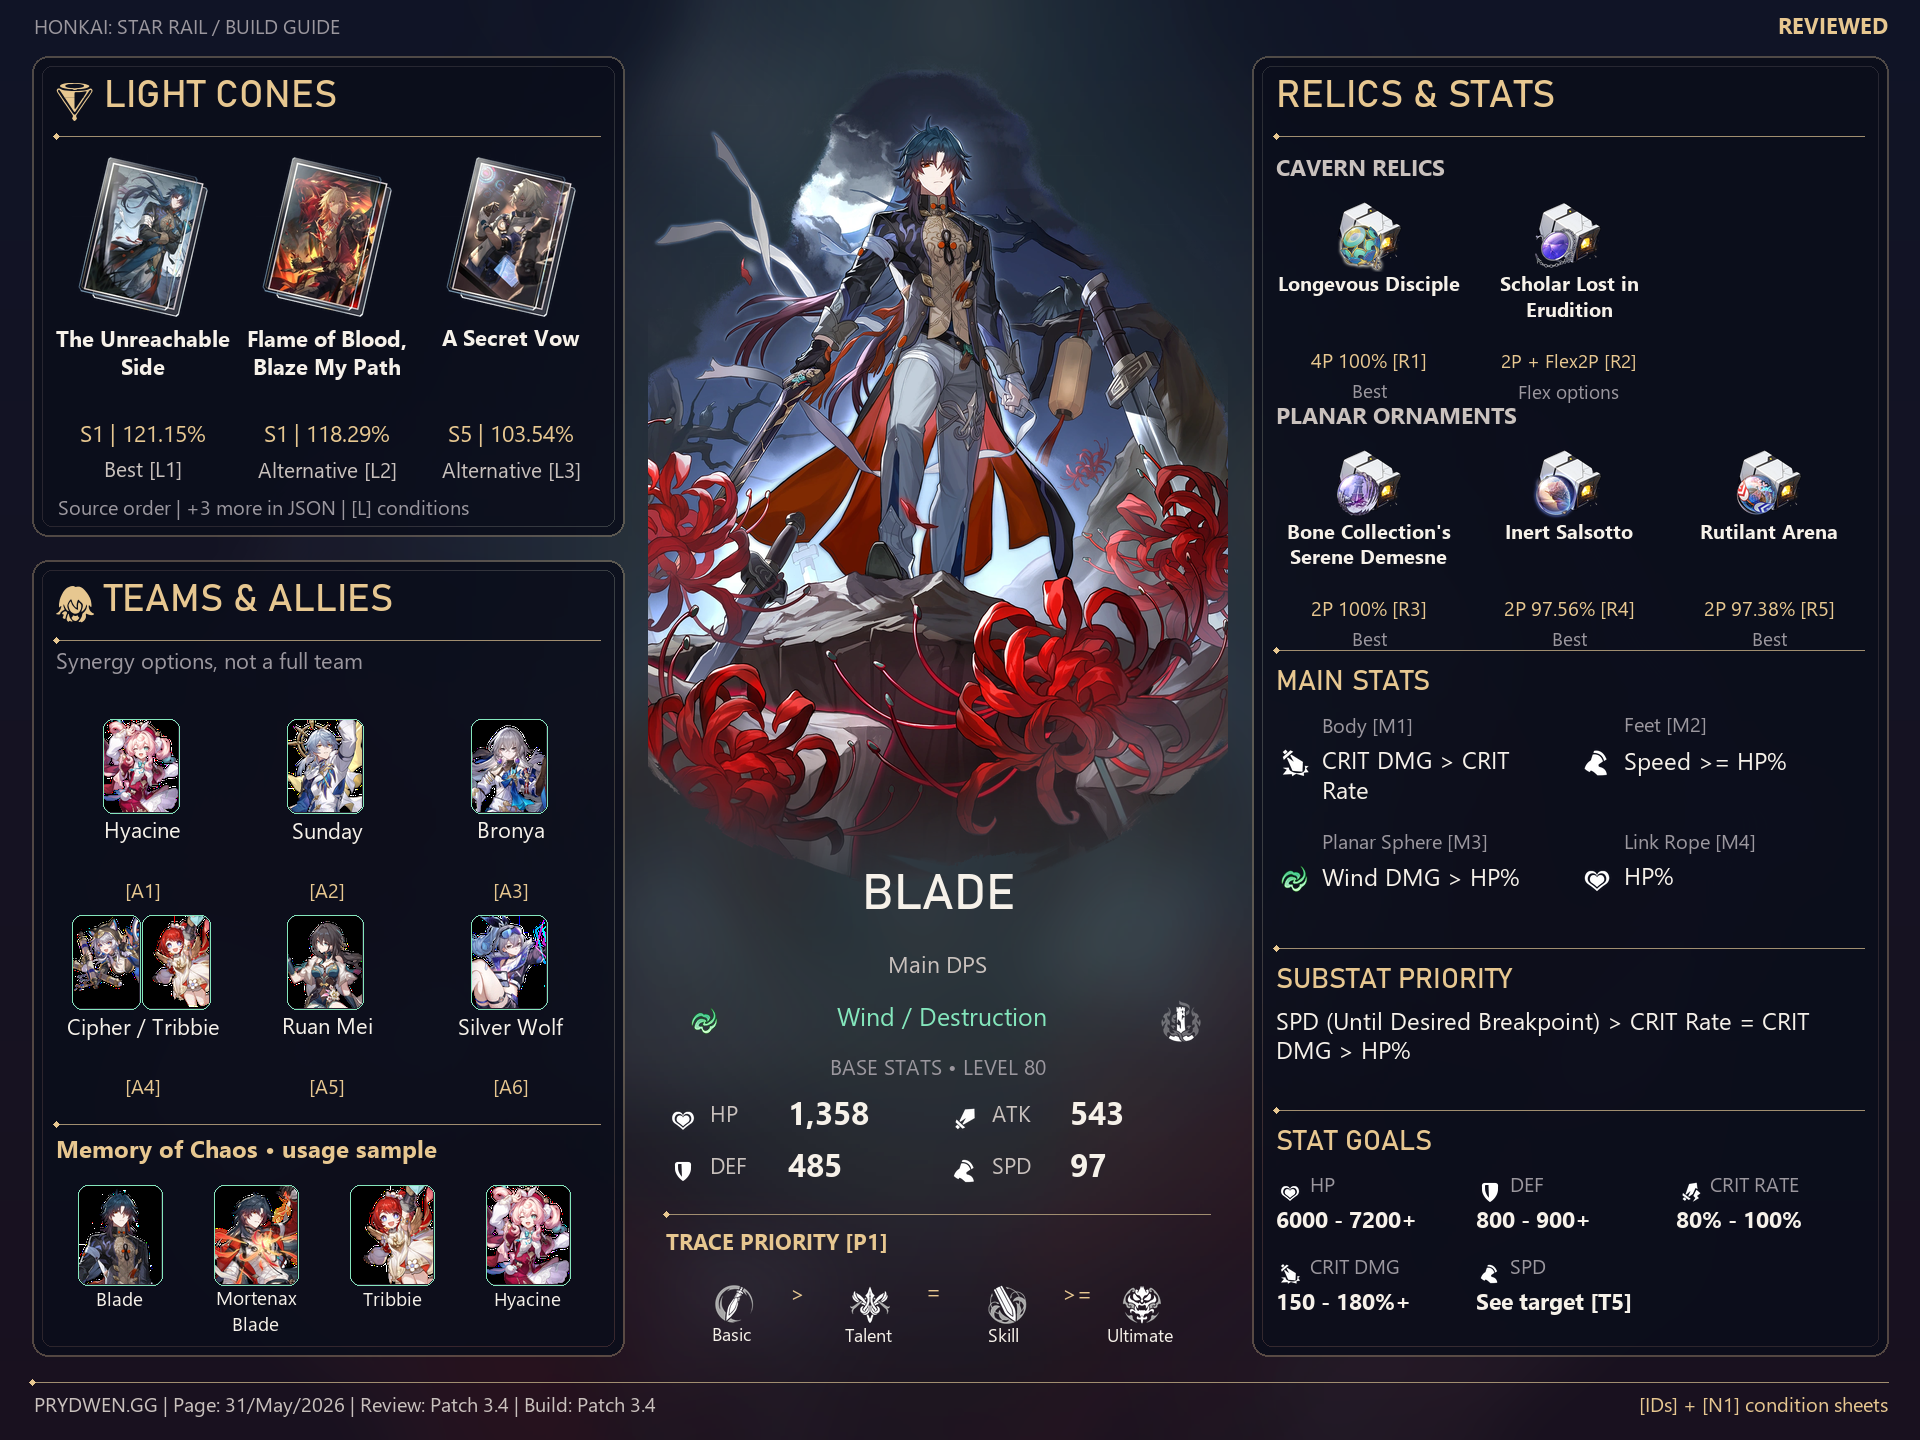 HONKAI: STAR RAIL / BUILD GUIDE
REVIEWED
LIGHT CONES
The Unreachable
Side
Flame of Blood,
Blaze My Path
A Secret Vow
S1 | 121.15%
S1 | 118.29%
S5 | 103.54%
Best [L1]
Alternative [L2]
Alternative [L3]
Source order | +3 more in JSON | [L] conditions
TEAMS & ALLIES
Synergy options, not a full team
Hyacine
Sunday
Bronya
[A1]
[A2]
[A3]
Cipher / Tribbie
Ruan Mei
Silver Wolf
[A4]
[A5]
[A6]
Memory of Chaos • usage sample
Blade
Mortenax
Blade
Tribbie
Hyacine
BLADE
Main DPS
Wind / Destruction
BASE STATS • LEVEL 80
HP 1,358
ATK 543
DEF 485
SPD 97
TRACE PRIORITY [P1]
> = >=
Basic
Talent
Skill
Ultimate
RELICS & STATS
CAVERN RELICS
Longevous Disciple
Scholar Lost in
Erudition
4P 100% [R1]
2P + Flex2P [R2]
Best
Flex options
PLANAR ORNAMENTS
Bone Collection's
Serene Demesne
Inert Salsotto
Rutilant Arena
2P 100% [R3]
2P 97.56% [R4]
2P 97.38% [R5]
Best
Best
Best
MAIN STATS
Body [M1]
CRIT DMG > CRIT
Rate
Feet [M2]
Speed >= HP%
Planar Sphere [M3]
Wind DMG > HP%
Link Rope [M4]
HP%
SUBSTAT PRIORITY
SPD (Until Desired Breakpoint) > CRIT Rate = CRIT
DMG > HP%
STAT GOALS
HP
6000 - 7200+
DEF
800 - 900+
CRIT RATE
80% - 100%
CRIT DMG
150 - 180%+
SPD
See target [T5]
PRYDWEN.GG | Page: 31/May/2026 | Review: Patch 3.4 | Build: Patch 3.4
[IDs] + [N1] condition sheets